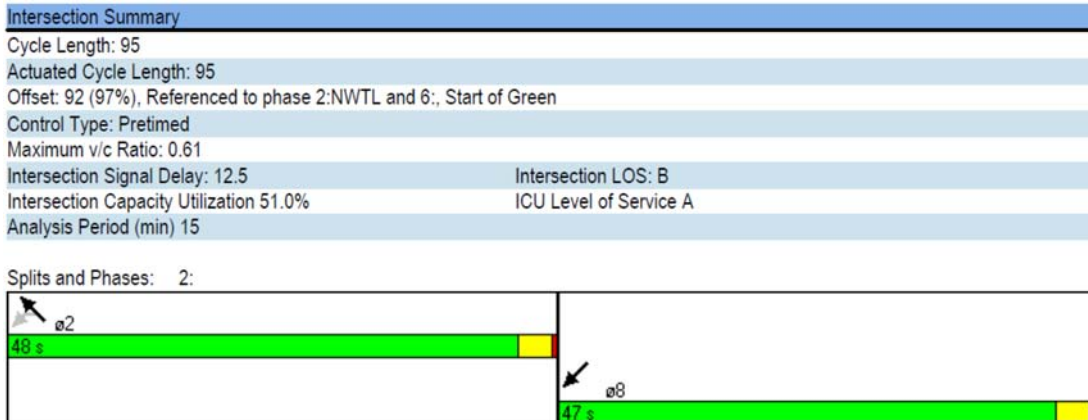 Intersection Summary
Cycle Length: 95
Actuated Cycle Length: 95
Offset: 92 (97%), Referenced to phase 2:NWTL and 6:, Start of Green
Control Type: Pretimed
Maximum v/c Ratio: 0.61
Intersection Signal Delay: 12.5 Intersection LOS: B
Intersection Capacity Utilization 51.0% ICU Level of Service A
Analysis Period (min) 15
Splits and Phases: 2:
ø2
48 s
ø8
47 s